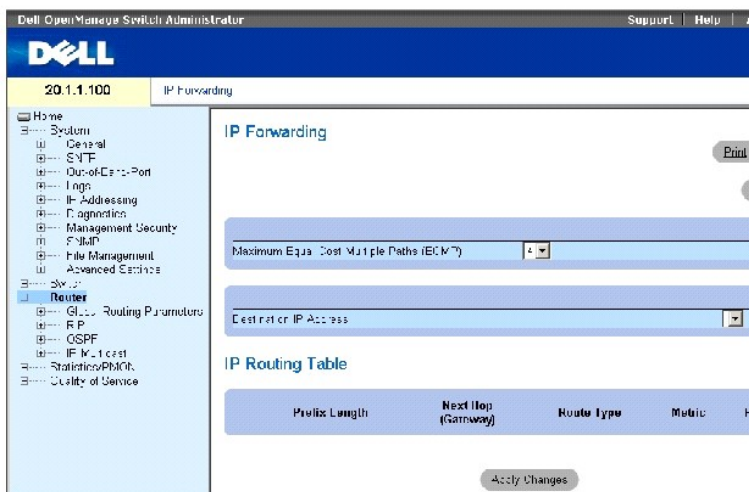 Dell OpenManage Switch Administrator
Support | Help |
DELL
20.1.1.100
IP Forwarding
Home
System
General
SNTP
Out-of-Band-Port
Logs
IP Addressing
Diagnostics
Management Security
SNMP
File Management
Advanced Settings
Switch
Router
Global Routing Parameters
RIP
OSPF
IP Multicast
Statistics/RMON
Quality of Service
IP Forwarding
Print
Maximum Equal Cost Multiple Paths (ECMP)
4
Destination IP Address
IP Routing Table
Prefix Length
Next Hop (Gateway)
Route Type
Metric
Apply Changes